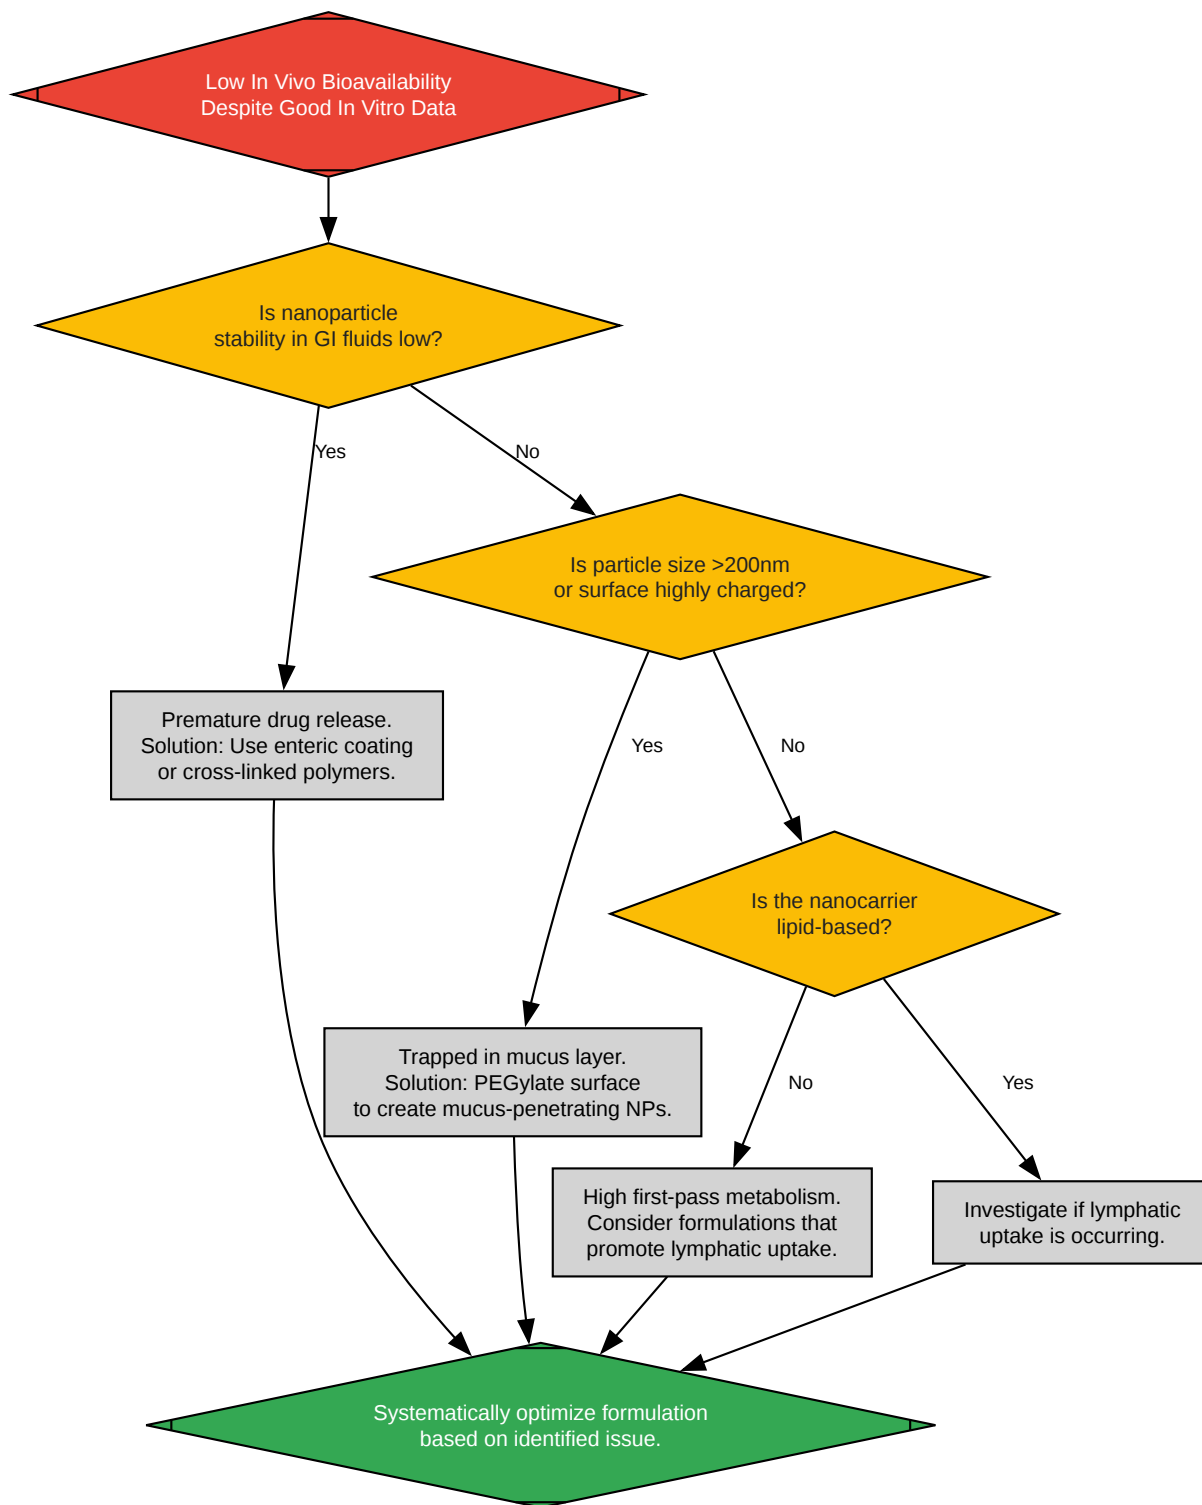 Low In Vivo Bioavailability
Despite Good In Vitro Data
Is nanoparticle
stability in GI fluids low?
Yes
No
Is particle size >200nm
or surface highly charged?
Premature drug release.
Solution: Use enteric coating
or cross-linked polymers.
Yes
No
Is the nanocarrier
lipid-based?
Trapped in mucus layer.
Solution: PEGylate surface
to create mucus-penetrating NPs.
No
Yes
High first-pass metabolism.
Consider formulations that
promote lymphatic uptake.
Investigate if lymphatic
uptake is occurring.
Systematically optimize formulation
based on identified issue.